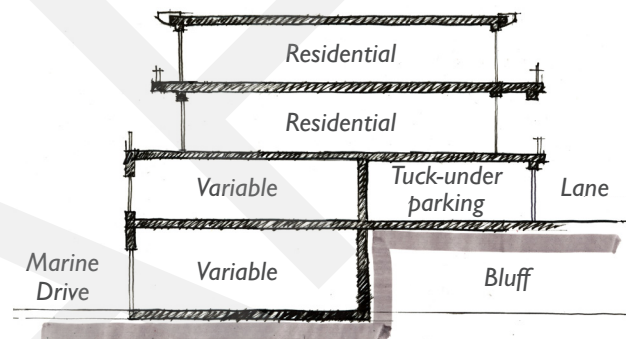 Residential
Residential
Variable
Tuck-under
parking
Lane
Marine
Drive
Variable
Bluff